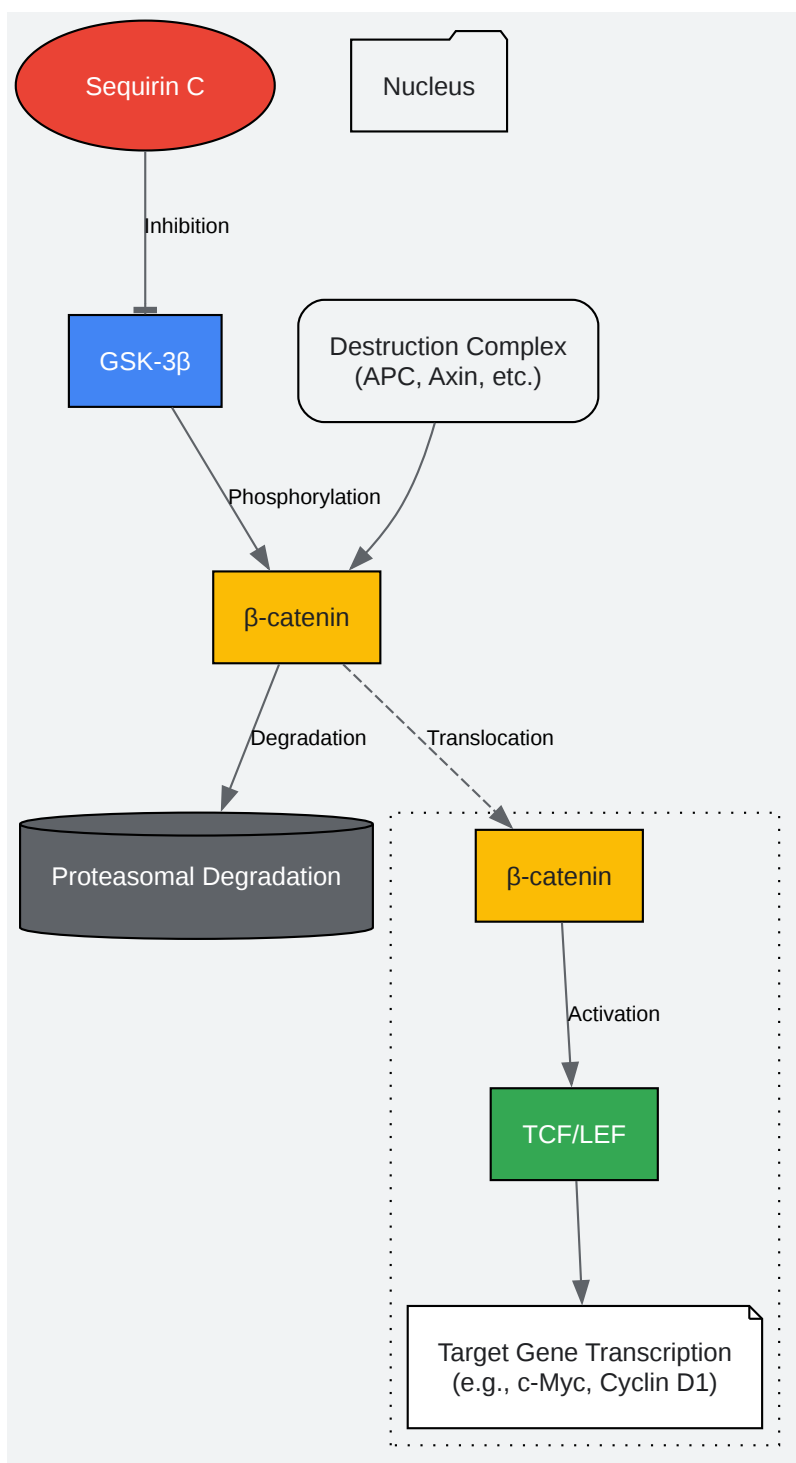 Sequirin C
Nucleus
Inhibition
GSK-3β
Destruction Complex
(APC, Axin, etc.)
Phosphorylation
β-catenin
Degradation
Translocation
Proteasomal Degradation
β-catenin
Activation
TCF/LEF
Target Gene Transcription
(e.g., c-Myc, Cyclin D1)